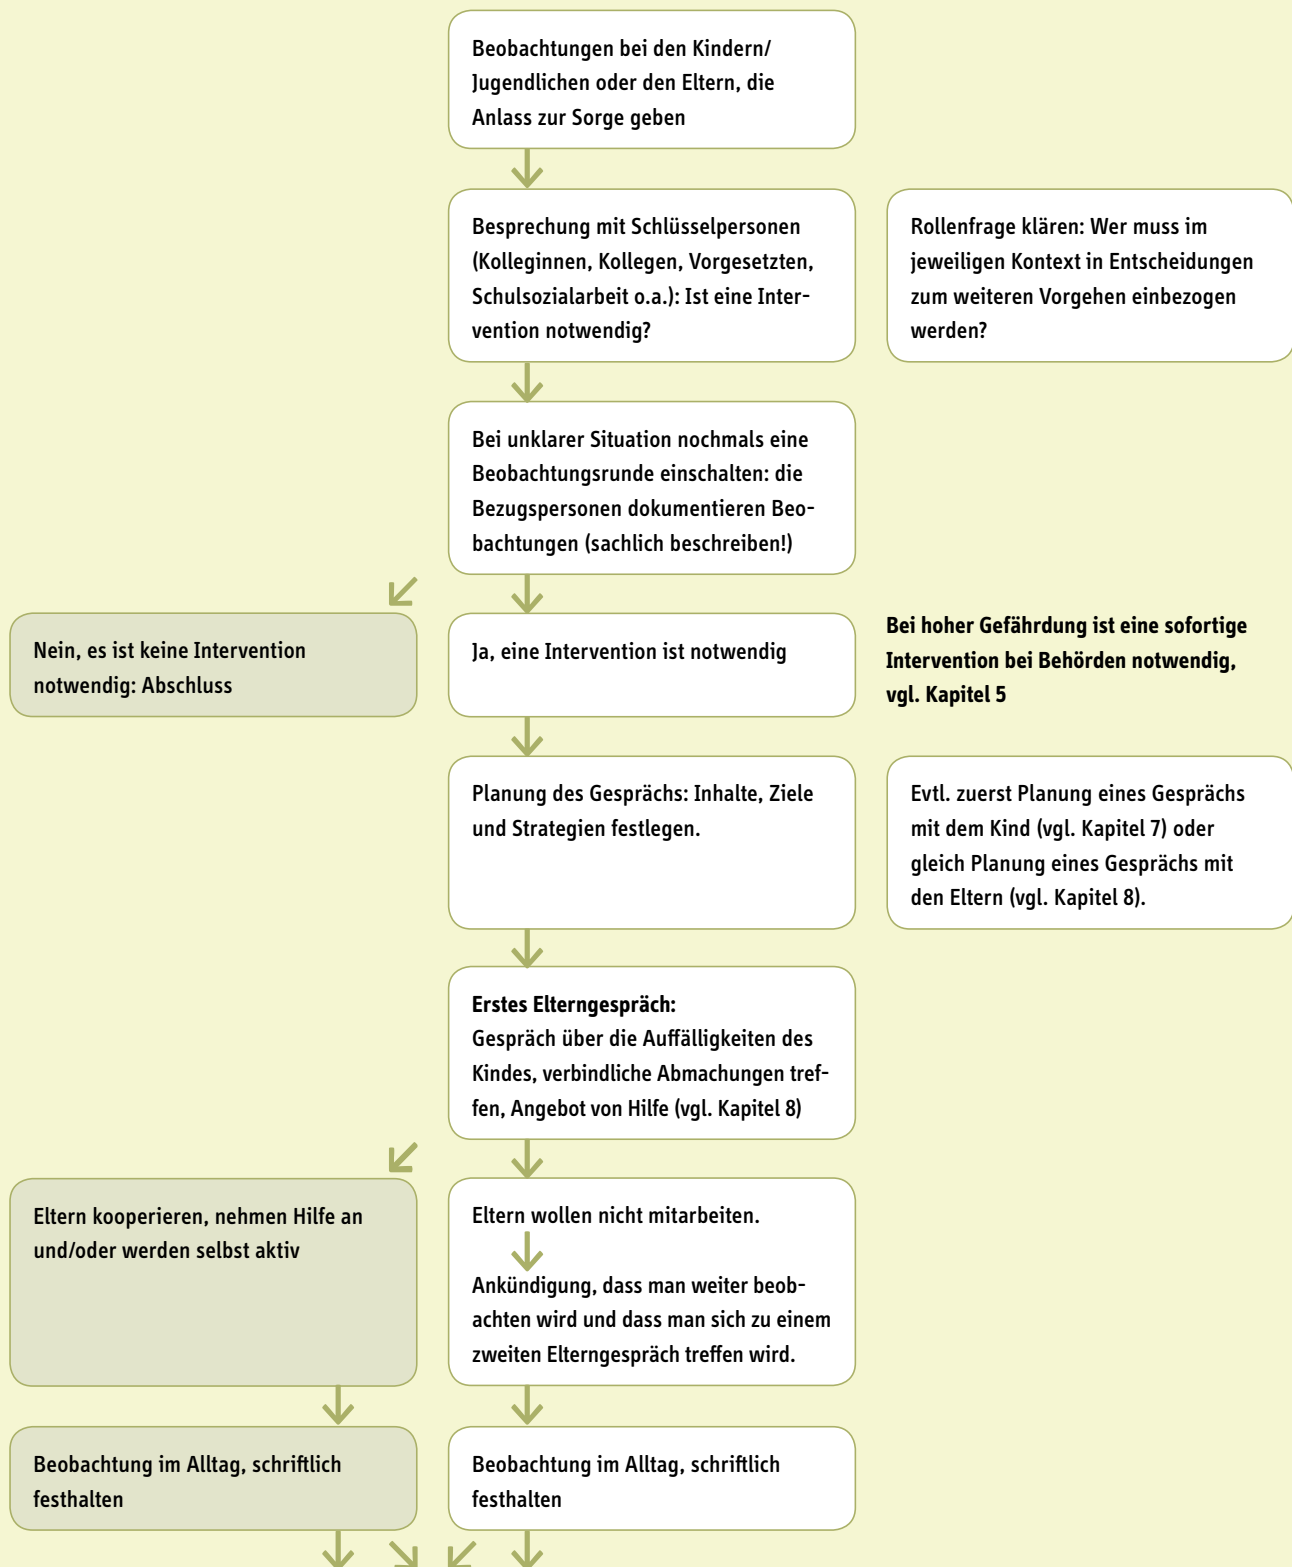 Beobachtungen bei den Kindern/
Jugendlichen oder den Eltern, die
Anlass zur Sorge geben
Besprechung mit Schlüsselpersonen
(Kolleginnen, Kollegen, Vorgesetzten,
Schulsozialarbeit o.a.): Ist eine Inter-
vention notwendig?
Rollenfrage klären: Wer muss im
jeweiligen Kontext in Entscheidungen
zum weiteren Vorgehen einbezogen
werden?
Bei unklarer Situation nochmals eine
Beobachtungsrunde einschalten: die
Bezugspersonen dokumentieren Beo-
bachtungen (sachlich beschreiben!)
Nein, es ist keine Intervention
notwendig: Abschluss
Ja, eine Intervention ist notwendig
Bei hoher Gefährdung ist eine sofortige
Intervention bei Behörden notwendig,
vgl. Kapitel 5
Planung des Gesprächs: Inhalte, Ziele
und Strategien festlegen.
Evtl. zuerst Planung eines Gesprächs
mit dem Kind (vgl. Kapitel 7) oder
gleich Planung eines Gesprächs mit
den Eltern (vgl. Kapitel 8).
Erstes Elterngespräch:
Gespräch über die Auffälligkeiten des
Kindes, verbindliche Abmachungen tref-
fen, Angebot von Hilfe (vgl. Kapitel 8)
Eltern kooperieren, nehmen Hilfe an
und/oder werden selbst aktiv
Eltern wollen nicht mitarbeiten.
Ankündigung, dass man weiter beob-
achten wird und dass man sich zu einem
zweiten Elterngespräch treffen wird.
Beobachtung im Alltag, schriftlich
festhalten
Beobachtung im Alltag, schriftlich
festhalten